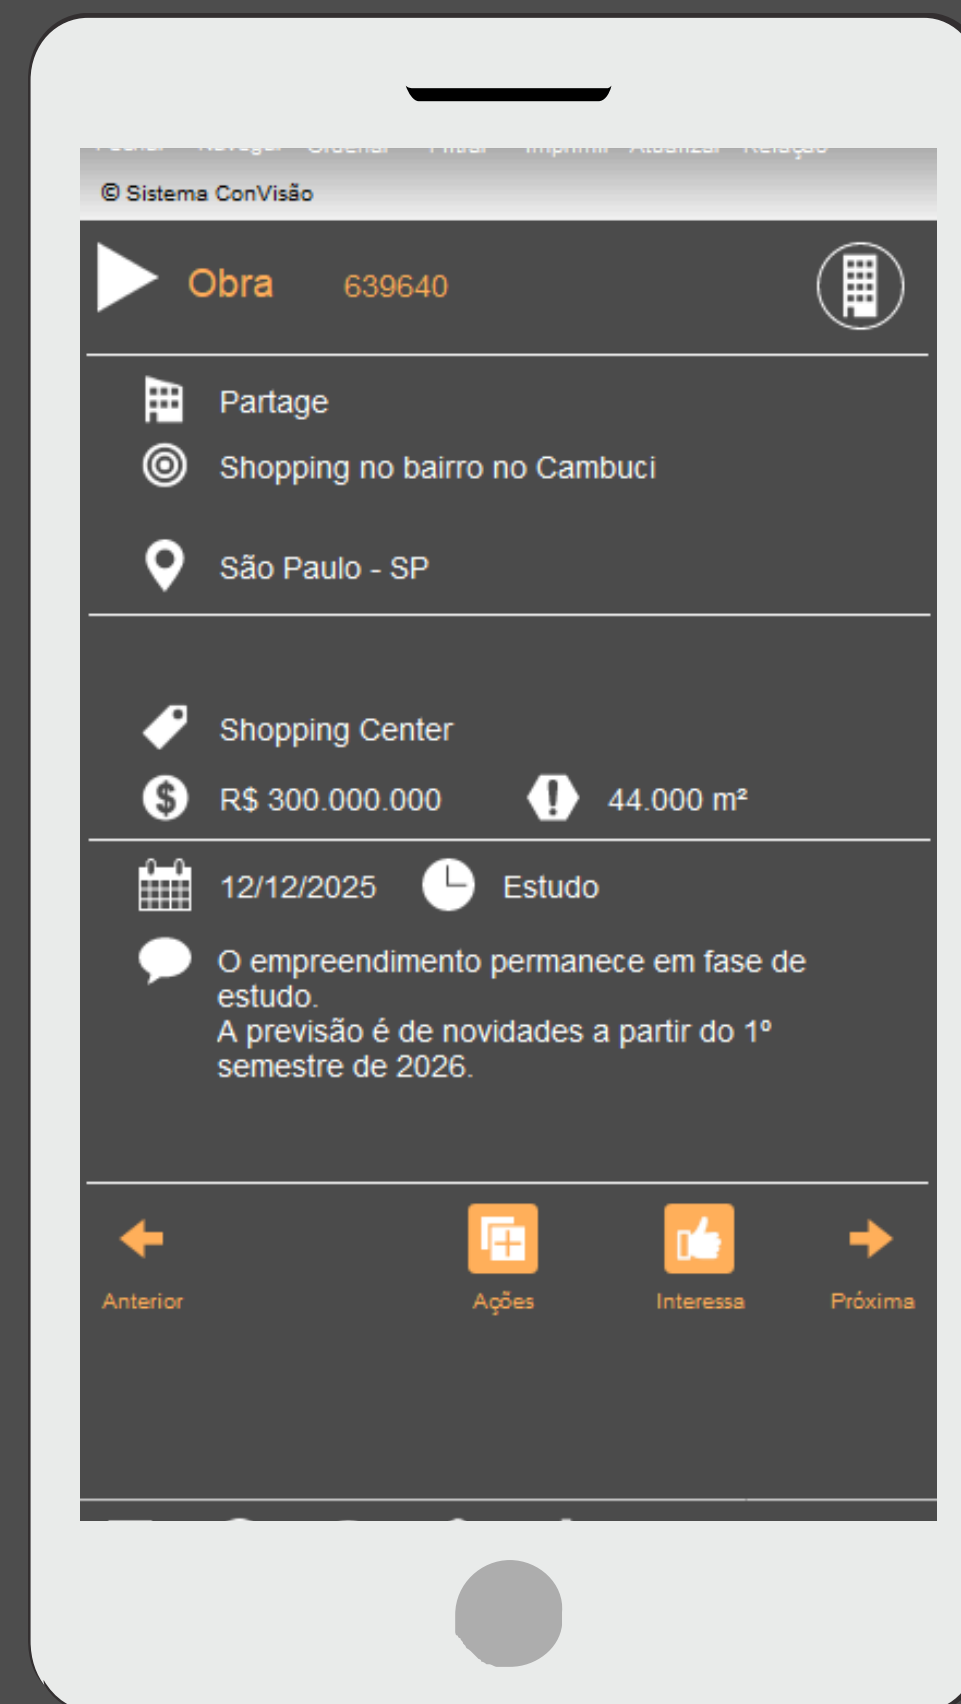 © Sistema ConVisão
Obra 639640
Partage
Shopping no bairro no Cambuci
São Paulo - SP
Shopping Center
R$ 300.000.000 44.000 m²
12/12/2025 Estudo
O empreendimento permanece em fase de
estudo.
A previsão é de novidades a partir do 1º
semestre de 2026.
Anterior Ações Interessa Próxima